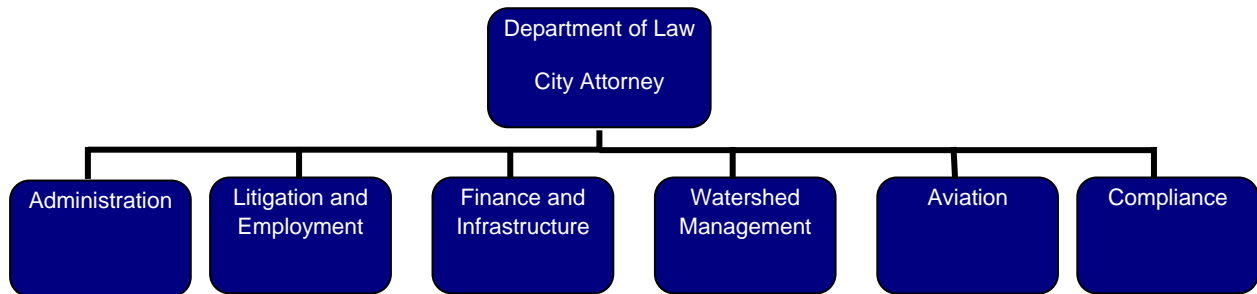 Department of Law
City Attorney
Administration
Litigation and
Employment
Finance and
Infrastructure
Watershed
Management
Aviation
Compliance